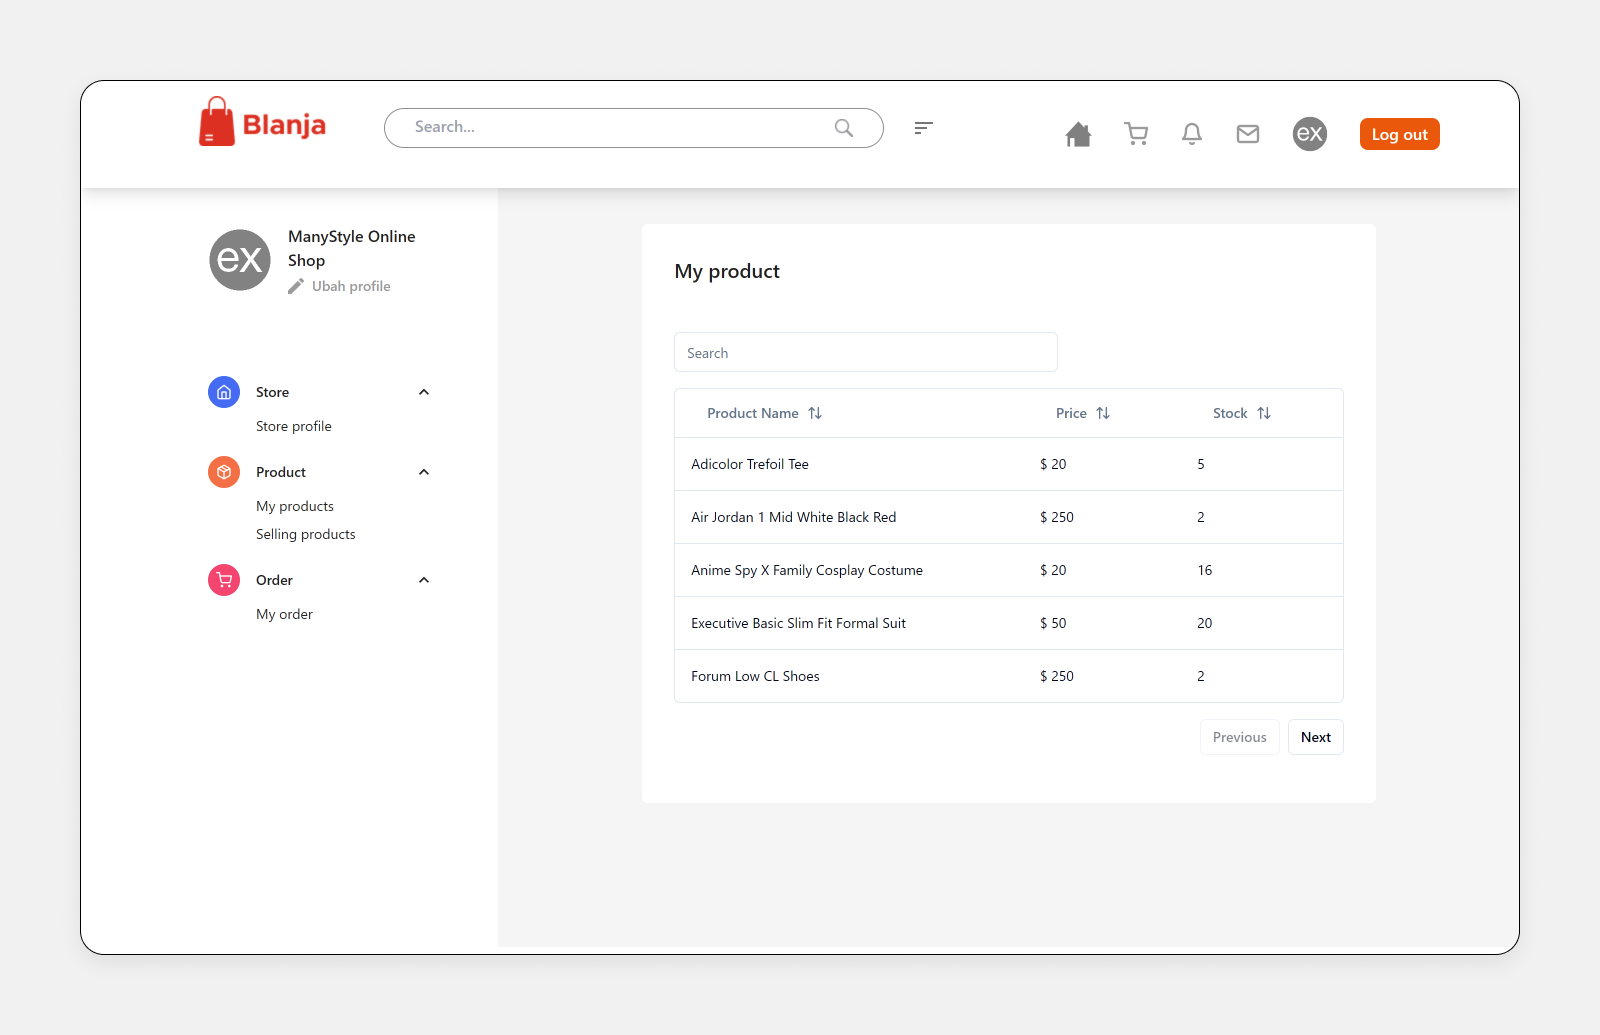 Blanja
Search...
ex
Log out
ex
ManyStyle Online
Shop
Ubah profile
Store
Store profile
Product
My products
Selling products
Order
My order
My product
Search
Product Name Price Stock
Adicolor Trefoil Tee $ 20 5
Air Jordan 1 Mid White Black Red $ 250 2
Anime Spy X Family Cosplay Costume $ 20 16
Executive Basic Slim Fit Formal Suit $ 50 20
Forum Low CL Shoes $ 250 2
Previous Next